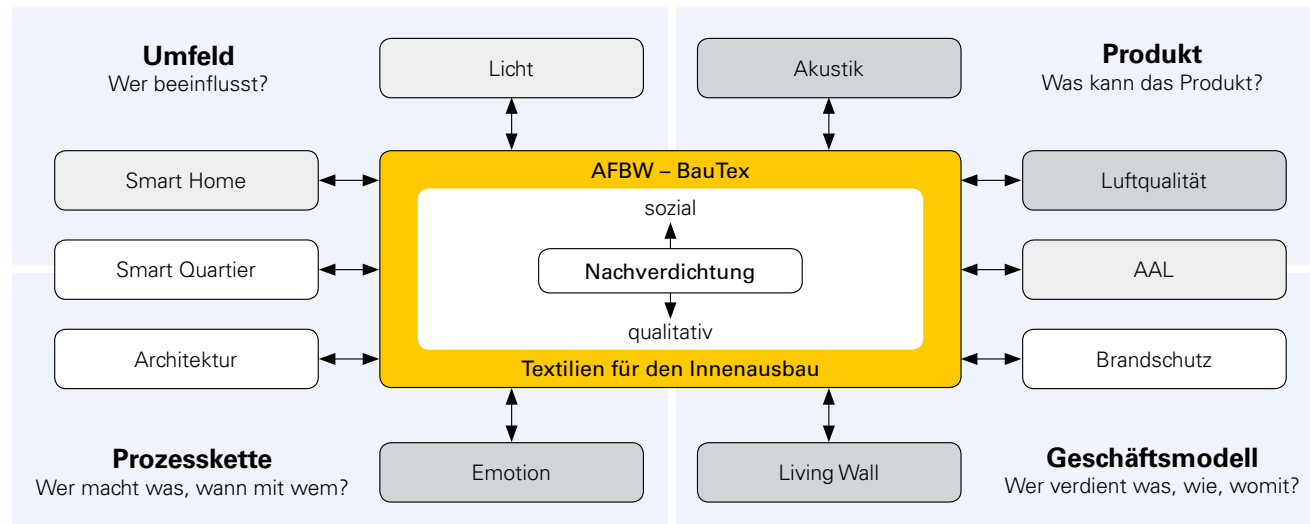 Umfeld
Wer beeinflusst?
Licht
Akustik
Produkt
Was kann das Produkt?
Smart Home
AFBW – BauTex
Luftqualität
sozial
Smart Quartier
Nachverdichtung
AAL
qualitativ
Architektur
Textilien für den Innenausbau
Brandschutz
Prozesskette
Wer macht was, wann mit wem?
Emotion
Living Wall
Geschäftsmodell
Wer verdient was, wie, womit?